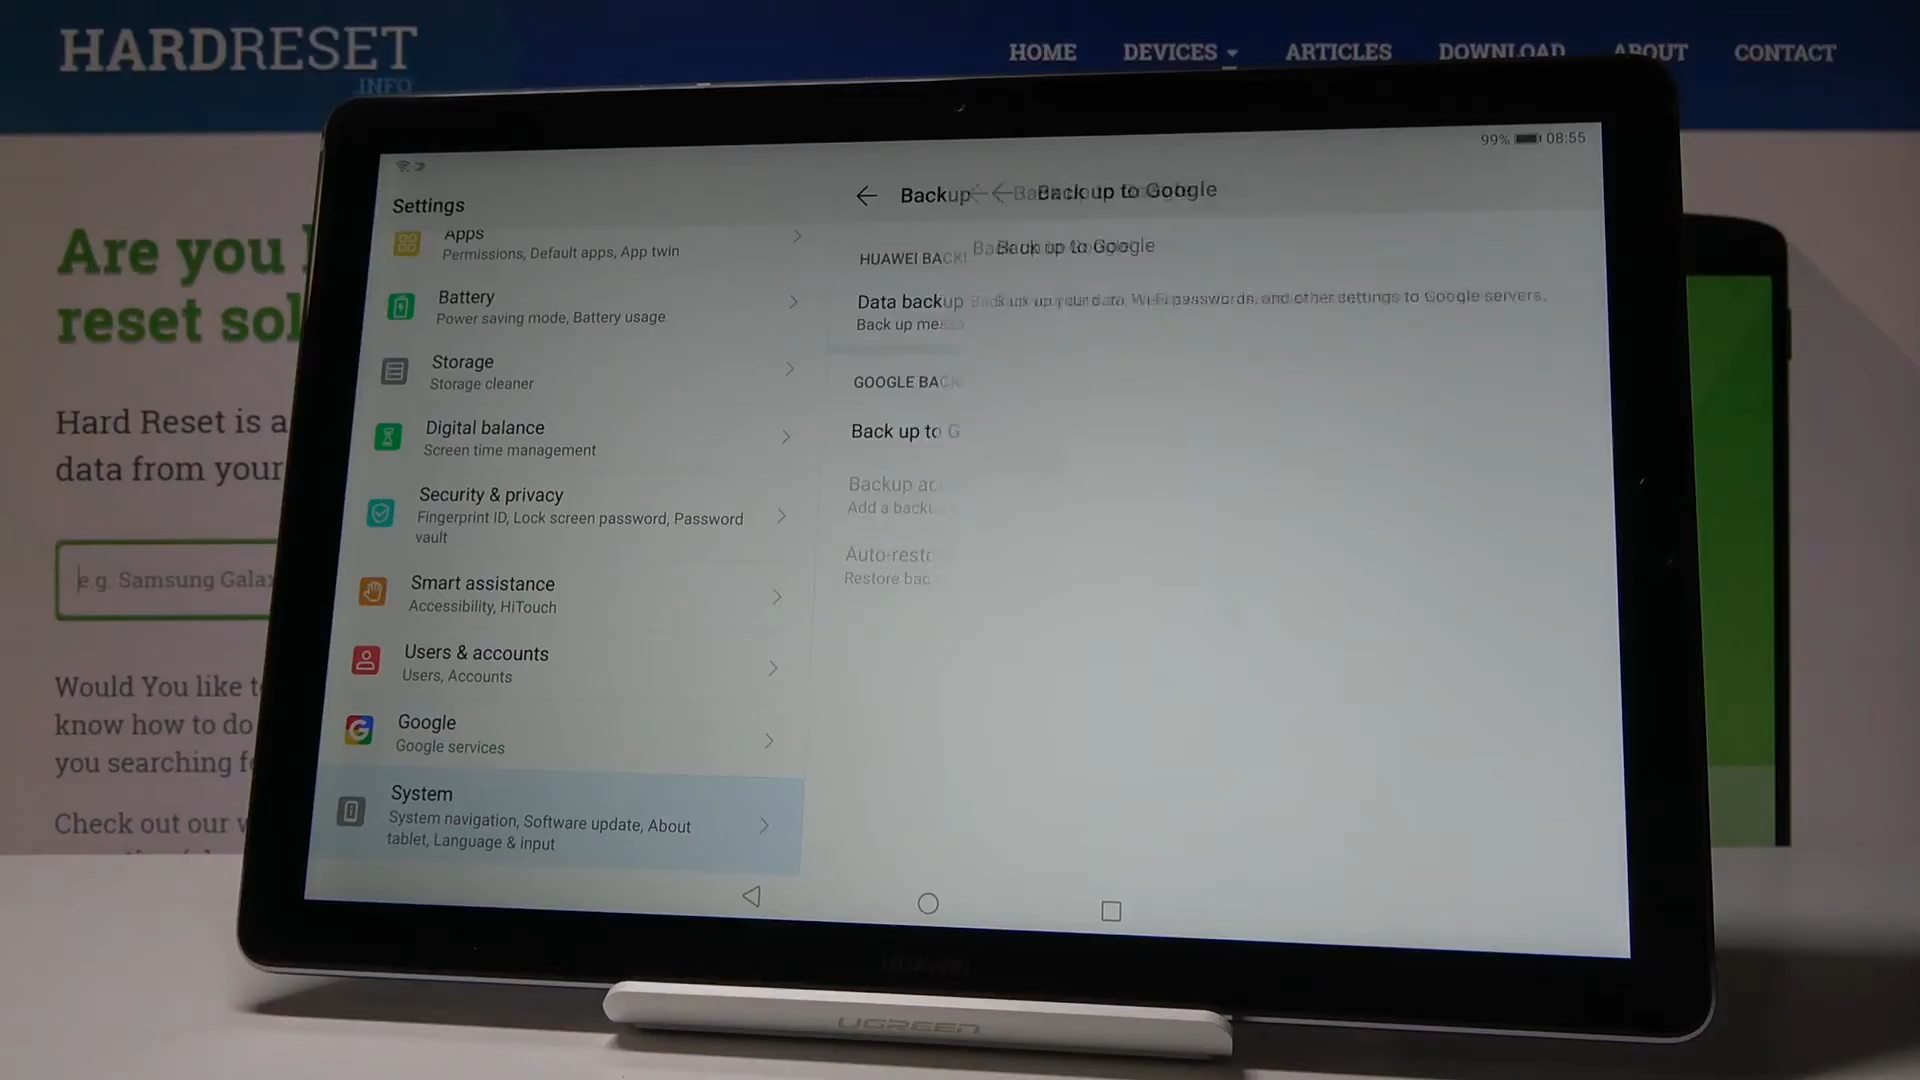 HARDRESET
.INFO
HOME DEVICES ARTICLES DOWNLOAD ABOUT CONTACT
99% 08:55
Settings
Apps
Permissions, Default apps, App twin
Battery
Power saving mode, Battery usage
Storage
Storage cleaner
Digital balance
Screen time management
Security & privacy
Fingerprint ID, Lock screen password, Password
vault
Smart assistance
Accessibility, HiTouch
Users & accounts
Users, Accounts
Google
Google services
System
System navigation, Software update, About
tablet, Language & input
Backup
Back up to Google
HUAWEI BACK
Back up to Google
Data backup
Back up your data, Wi-Fi passwords, and other settings to Google servers.
Back up mes
GOOGLE BACK
Back up to G
Backup ac
Add a back
Auto-resto
Restore bac
Are you
reset sol
Hard Reset is a
data from your
e.g. Samsung Gala
Would You like t
know how to do
you searching f
Check out our
UGREEN